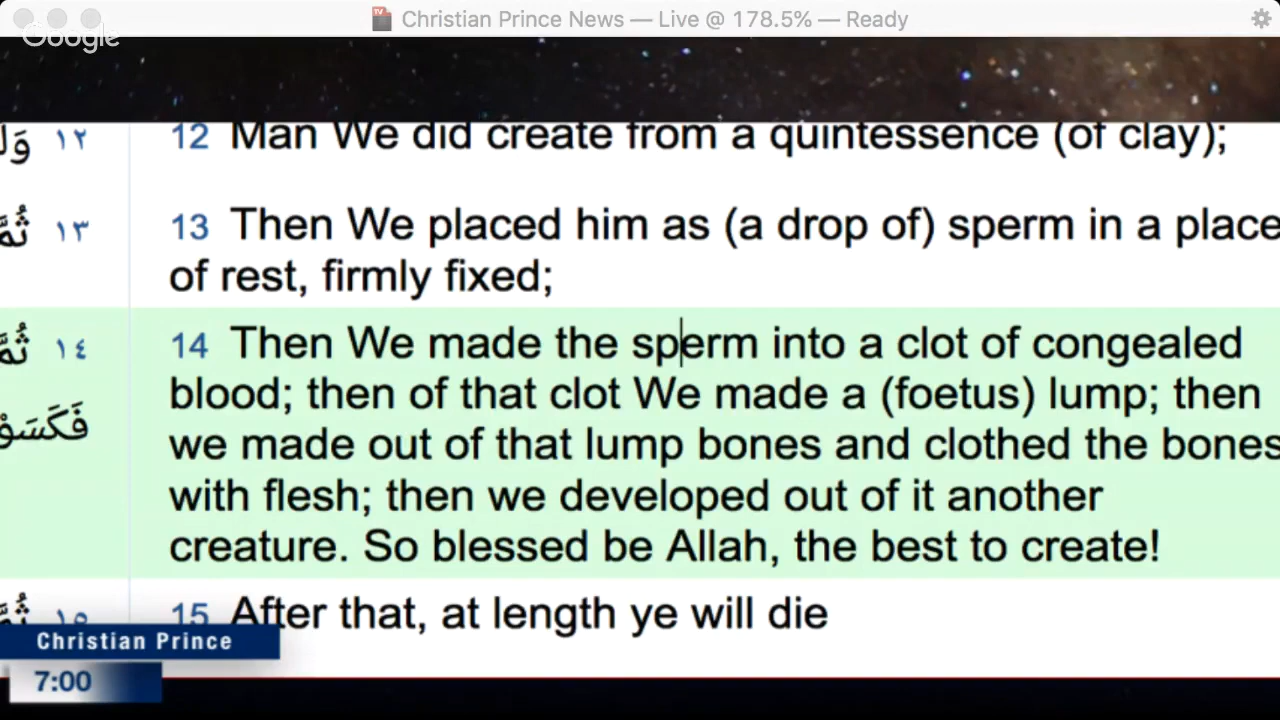 Christian Prince News — Live @ 178.5% — Ready
Google
١٢ 12 Man We did create from a quintessence (of clay);
ثُمَّ ١٣ 13 Then We placed him as (a drop of) sperm in a place
of rest, firmly fixed;
ثُمَّ ١٤ 14 Then We made the sperm into a clot of congealed
blood; then of that clot We made a (foetus) lump; then
we made out of that lump bones and clothed the bones
with flesh; then we developed out of it another
creature. So blessed be Allah, the best to create!
١٥ 15 After that, at length ye will die
Christian Prince
7:00